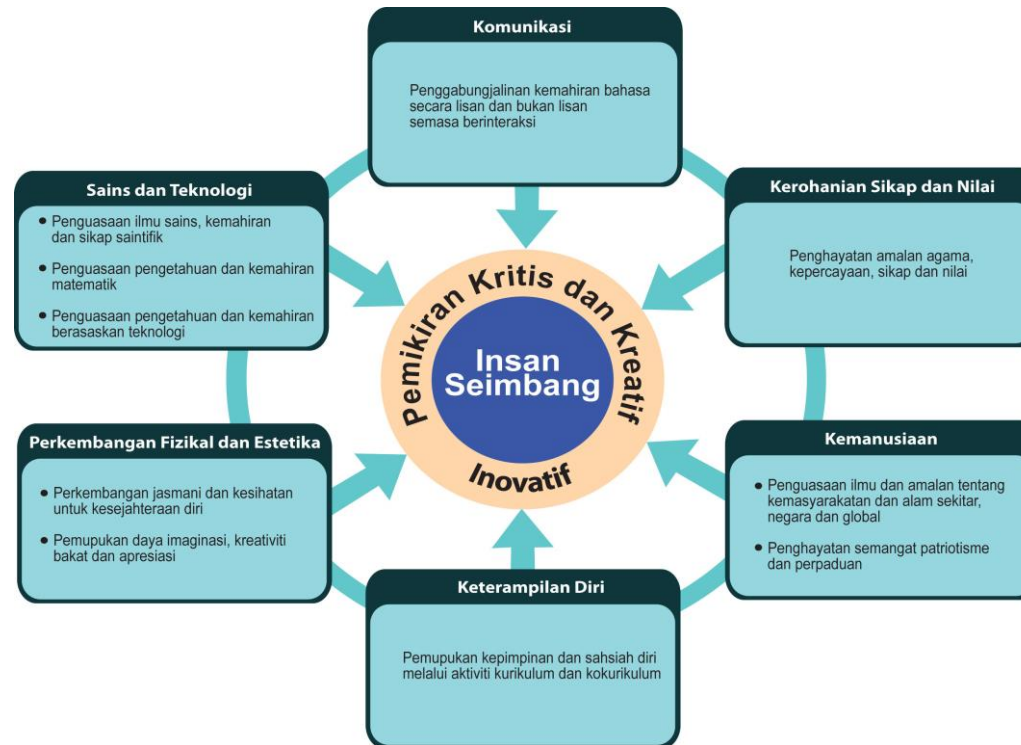 Komunikasi
Penggabungjalinan kemahiran bahasa
secara lisan dan bukan lisan
semasa berinteraksi
Sains dan Teknologi
● Penguasaan ilmu sains, kemahiran
dan sikap saintifik
● Penguasaan pengetahuan dan kemahiran
matematik
● Penguasaan pengetahuan dan kemahiran
berasaskan teknologi
Kerohanian Sikap dan Nilai
Penghayatan amalan agama,
kepercayaan, sikap dan nilai
Pemikiran Kritis dan Kreatif
Insan
Seimbang
Inovatif
Perkembangan Fizikal dan Estetika
● Perkembangan jasmani dan kesihatan
untuk kesejahteraan diri
● Pemupukan daya imaginasi, kreativiti
bakat dan apresiasi
Kemanusiaan
● Penguasaan ilmu dan amalan tentang
kemasyarakatan dan alam sekitar,
negara dan global
● Penghayatan semangat patriotisme
dan perpaduan
Keterampilan Diri
Pemupukan kepimpinan dan sahsiah diri
melalui aktiviti kurikulum dan kokurikulum